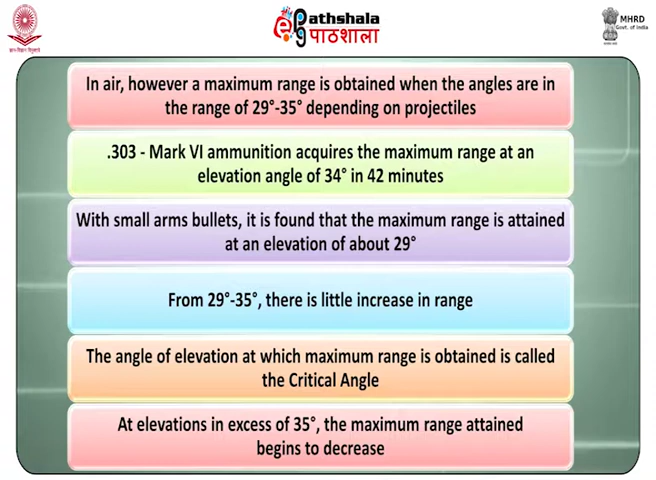 ePg Pathshala
पाठशाला
MHRD
Govt. of India
In air, however a maximum range is obtained when the angles are in
the range of 29°-35° depending on projectiles
.303 - Mark VI ammunition acquires the maximum range at an
elevation angle of 34° in 42 minutes
With small arms bullets, it is found that the maximum range is attained
at an elevation of about 29°
From 29°-35°, there is little increase in range
The angle of elevation at which maximum range is obtained is called
the Critical Angle
At elevations in excess of 35°, the maximum range attained
begins to decrease